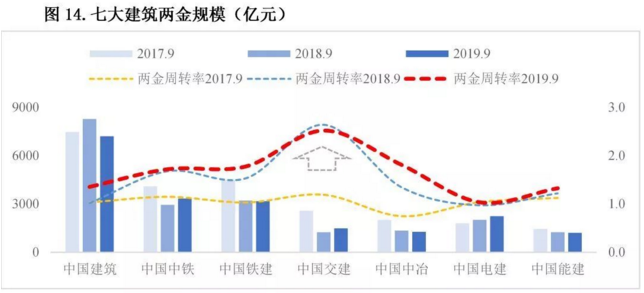 图 14.七大建筑两金规模（亿元）
2017.9 2018.9 2019.9
两金周转率2017.9 两金周转率2018.9 两金周转率2019.9
9000 3.0
6000 2.0
3000 1.0
0 0.0
中国建筑 中国中铁 中国铁建 中国交建 中国中冶 中国电建 中国能建